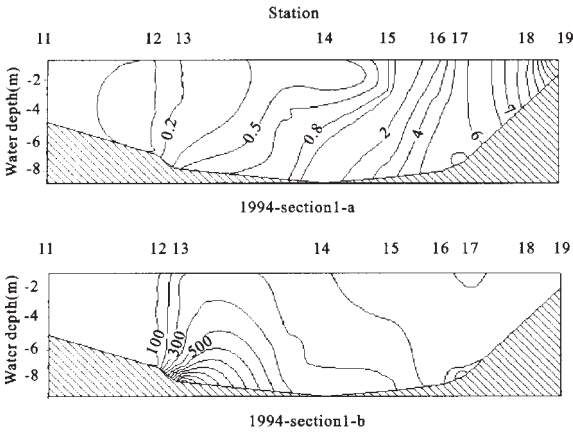 Station
11 12 13 14 15 16 17 18 19
Water depth(m)
-2
-4
-6
-8
0.2
0.5
0.8
2
4
6
7
1994-section1-a
11 12 13 14 15 16 17 18 19
Water depth(m)
-2
-4
-6
-8
100
300
500
1994-section1-b